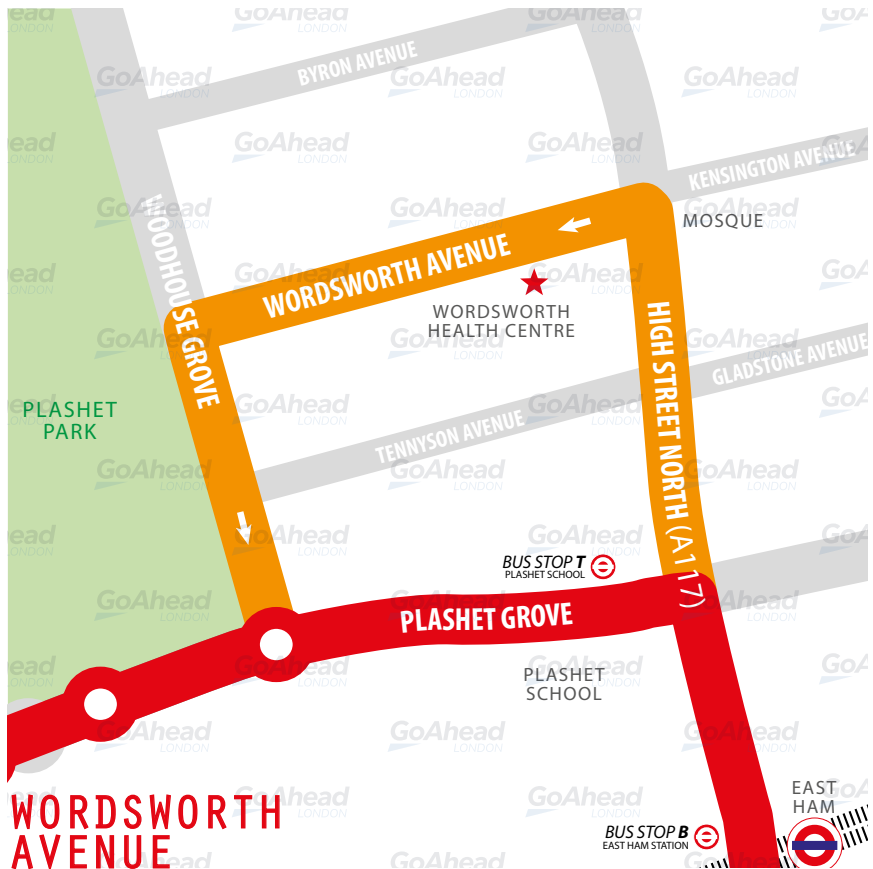 GoAhead
LONDON
BYRON AVENUE
KENSINGTON AVENUE
MOSQUE
WOODHOUSE GROVE
WORDSWORTH AVENUE
WORDSWORTH
HEALTH CENTRE
HIGH STREET NORTH (A117)
GLADSTONE AVENUE
PLASHET
PARK
TENNYSON AVENUE
BUS STOP T
PLASHET SCHOOL
PLASHET GROVE
PLASHET
SCHOOL
EAST
HAM
WORDSWORTH
AVENUE
BUS STOP B
EAST HAM STATION